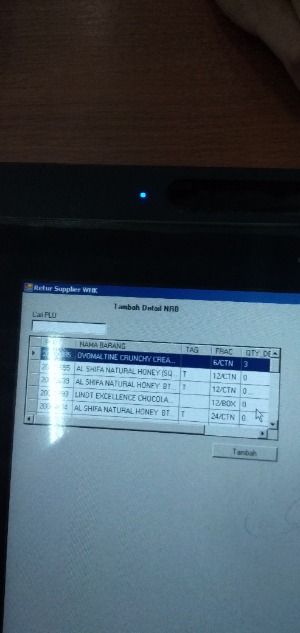 Retur Supplier WHK
Tambah Detail NRB
Cari PLU
NAMA BARANG TAG FRAC QTY DE
OVOMALTINE CRUNCHY CREA... 6/CTN 3
AL SHIFA NATURAL HONEY (SQ... T 12/CTN 0
AL SHIFA NATURAL HONEY BT... T 12/CTN 0
LINDT EXCELLENCE CHOCOLA... 12/BOX 0
AL SHIFA NATURAL HONEY BT... T 24/CTN 0
Tambah